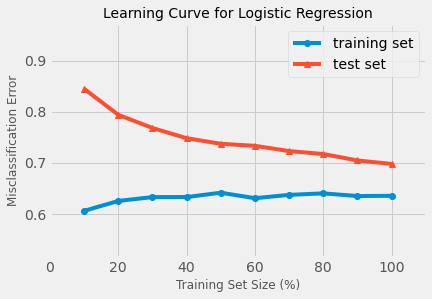 Learning Curve for Logistic Regression
training set
test set
Misclassification Error
0.9
0.8
0.7
0.6
0 20 40 60 80 100
Training Set Size (%)